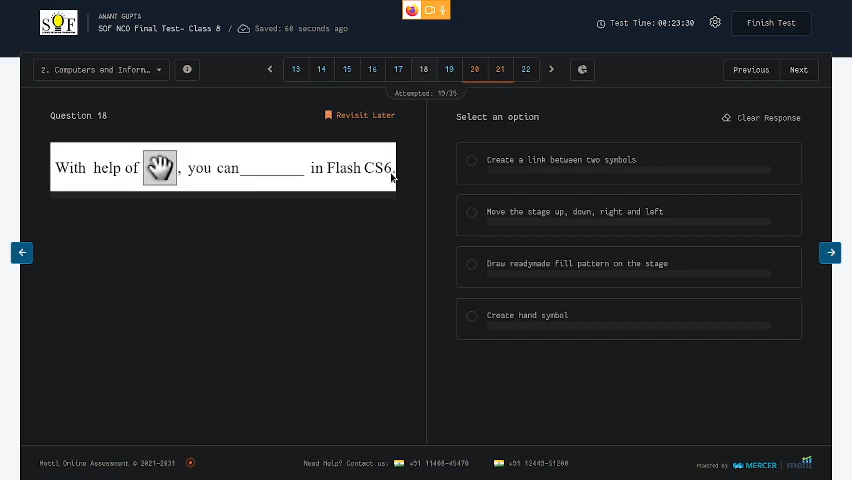 SOF
ANANT GUPTA
SOF NCO Final Test- Class 8
Saved: 60 seconds ago
Test Time: 00:23:30
Finish Test
2. Computers and Inform...
13 14 15 16 17 18 19 20 21 22
Previous
Next
Attempted: 19/35
Question 18
Revisit Later
With help of , you can________ in Flash CS6.
Select an option
Clear Response
Create a link between two symbols
Move the stage up, down, right and left
Draw readymade fill pattern on the stage
Create hand symbol
Mettl Online Assessment © 2021-2031
Need Help? Contact us:
+91 11408-45470
+91 12449-51200
Powered by
MERCER
mettl